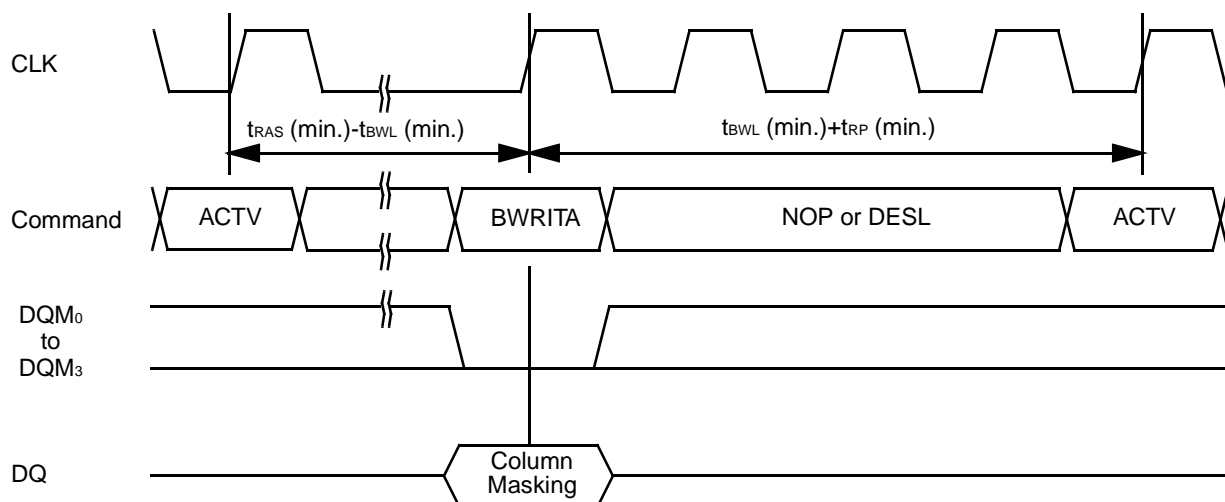 CLK
tRAS (min.)-tBWL (min.)
tBWL (min.)+tRP (min.)
Command
ACTV
BWRITA
NOP or DESL
ACTV
DQM0
to
DQM3
DQ
Column
Masking